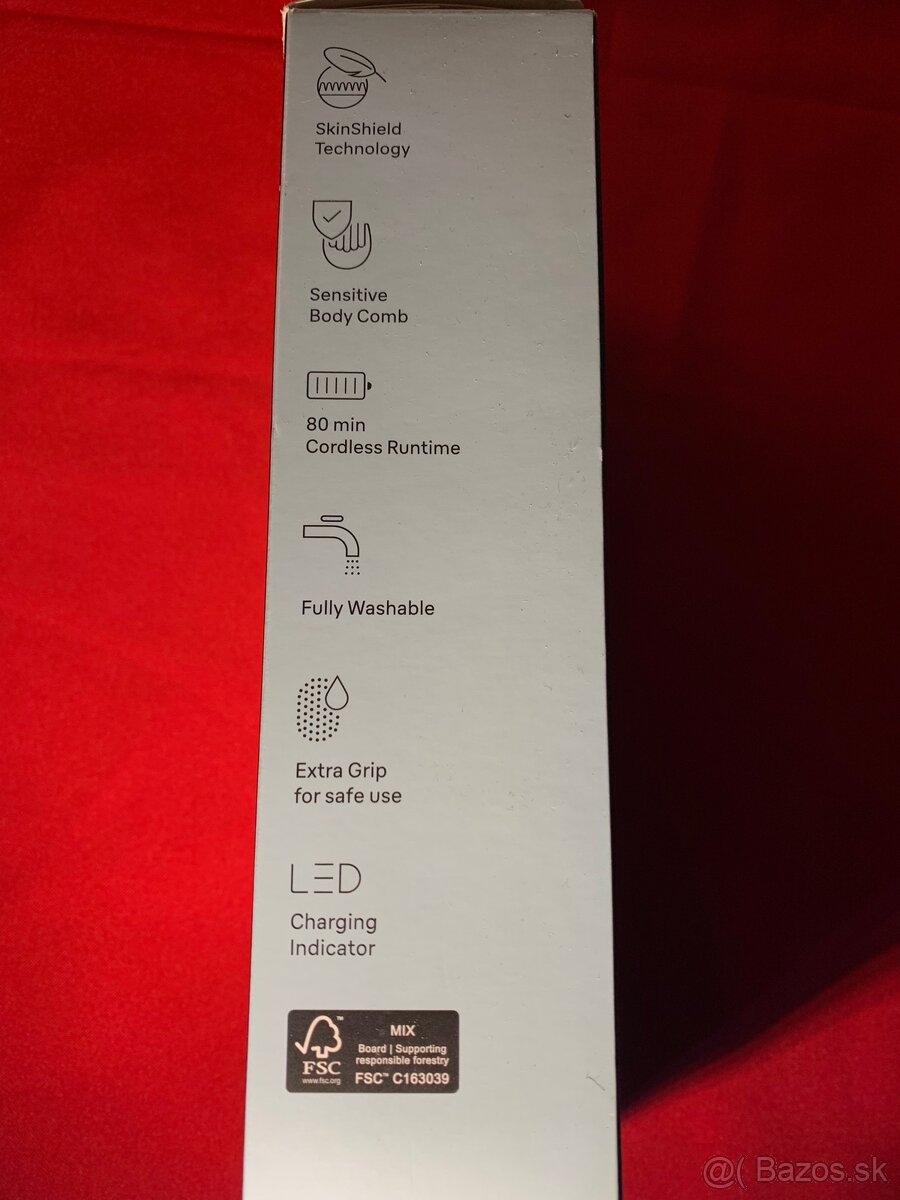 SkinShield
Technology
Sensitive
Body Comb
80 min
Cordless Runtime
Fully Washable
Extra Grip
for safe use
LED
Charging
Indicator
FSC™
www.fsc.org
MIX
Board | Supporting
responsible forestry
FSC™ C163039
@( Bazos.sk